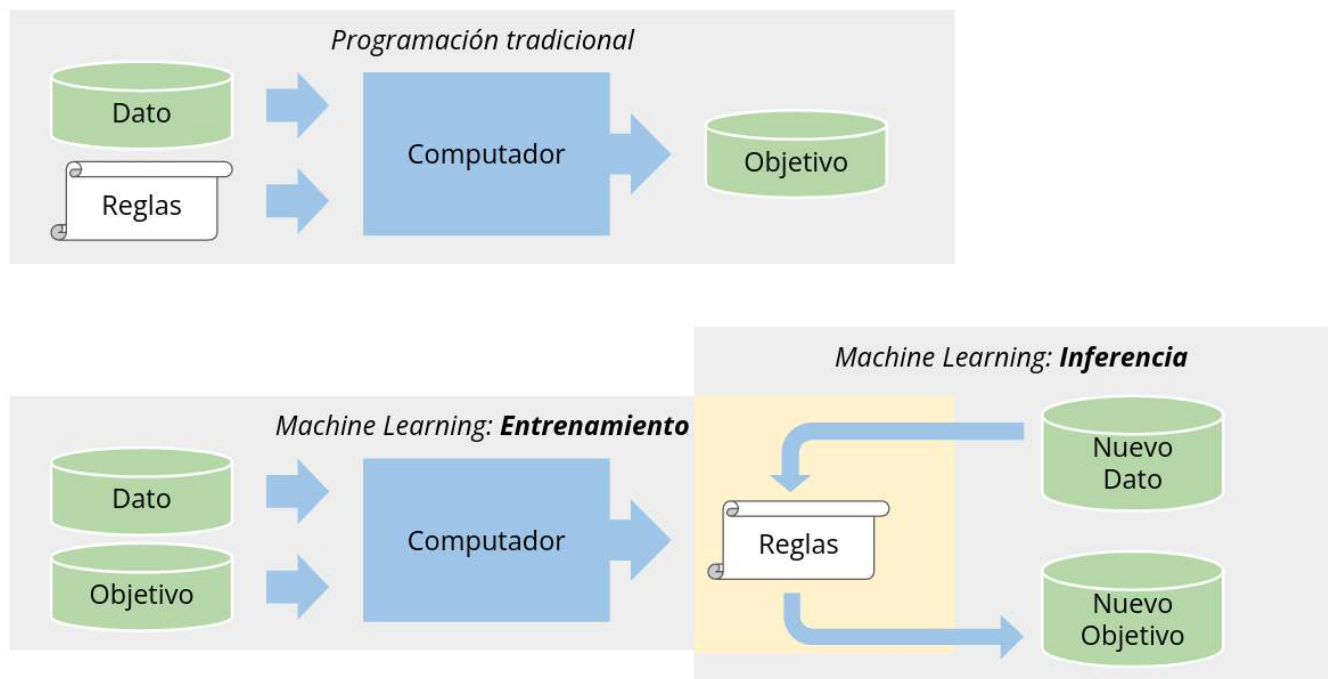 Programación tradicional
Dato
Reglas
Computador
Objetivo
Machine Learning: Entrenamiento
Dato
Objetivo
Computador
Machine Learning: Inferencia
Reglas
Nuevo
Dato
Nuevo
Objetivo